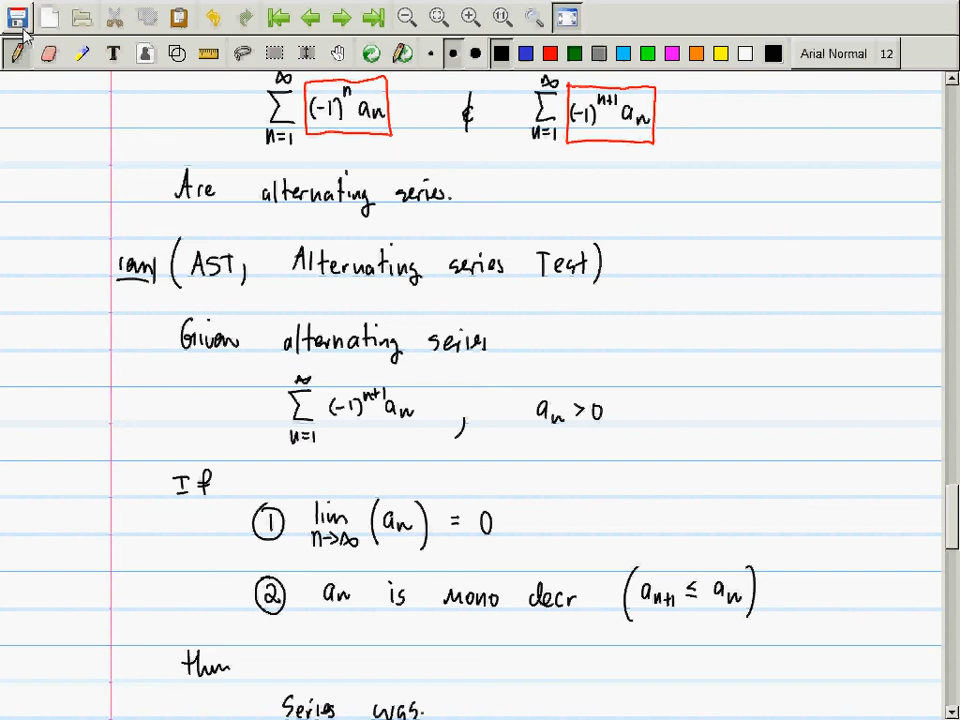 Arial Normal 12
∞ ∞
∑ (-1)^n a_n & ∑ (-1)^{n+1} a_n
n=1 n=1
Are alternating series.
(AST, Alternating series Test)
Given alternating series
∞
∑ (-1)^{n+1} a_n , a_n > 0
n=1
If
① lim (a_n) = 0
n→∞
② a_n is mono decr (a_{n+1} ≤ a_n)
then
Series